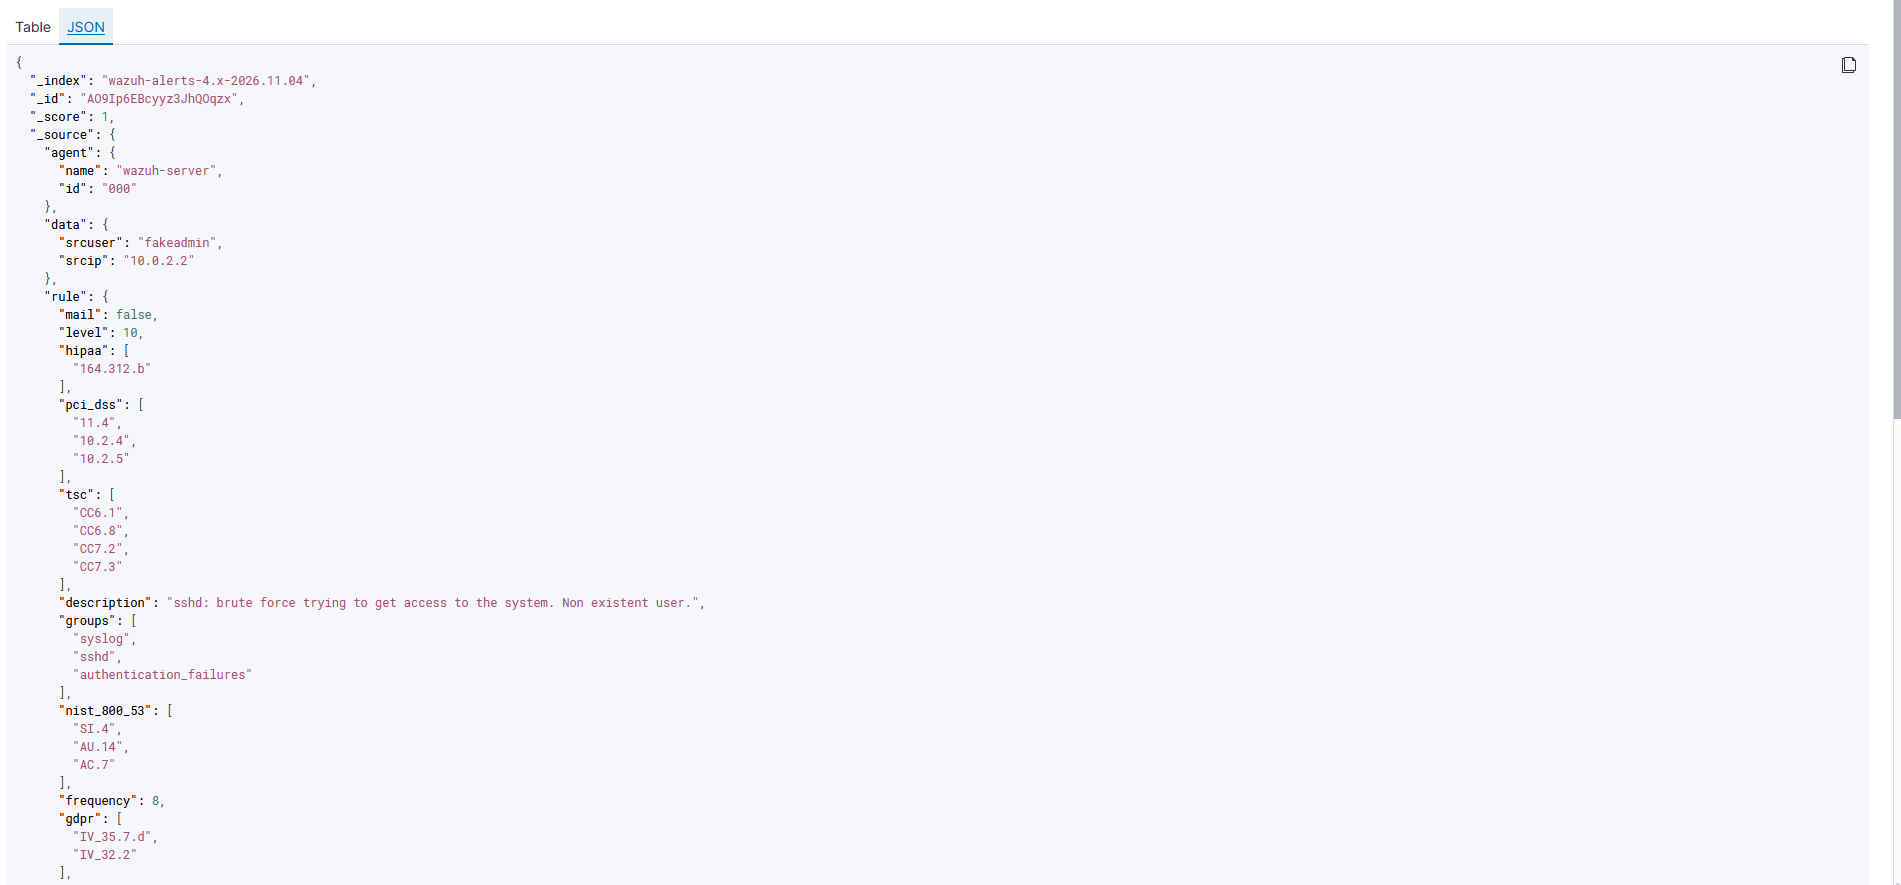 Table JSON
{
"_index": "wazuh-alerts-4.x-2026.11.04",
"_id": "AO9Ip6EBcyyz3JhQOqzx",
"_score": 1,
"_source": {
"agent": {
"name": "wazuh-server",
"id": "000"
},
"data": {
"srcuser": "fakeadmin",
"srcip": "10.0.2.2"
},
"rule": {
"mail": false,
"level": 10,
"hipaa": [
"164.312.b"
],
"pci_dss": [
"11.4",
"10.2.4",
"10.2.5"
],
"tsc": [
"CC6.1",
"CC6.8",
"CC7.2",
"CC7.3"
],
"description": "sshd: brute force trying to get access to the system. Non existent user.",
"groups": [
"syslog",
"sshd",
"authentication_failures"
],
"nist_800_53": [
"SI.4",
"AU.14",
"AC.7"
],
"frequency": 8,
"gdpr": [
"IV_35.7.d",
"IV_32.2"
],